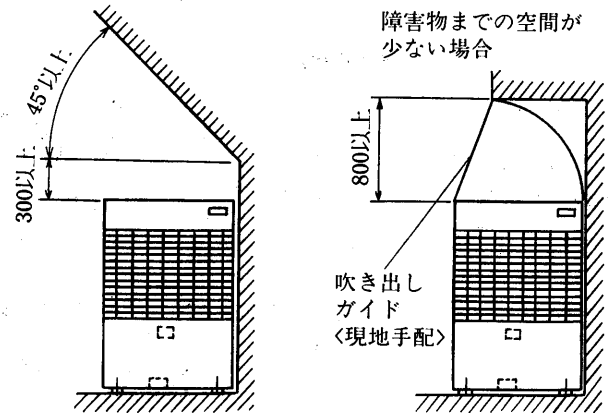 45°以上
300以上
障害物までの空間が
少ない場合
800以上
吹き出し
ガイド
〈現地手配〉